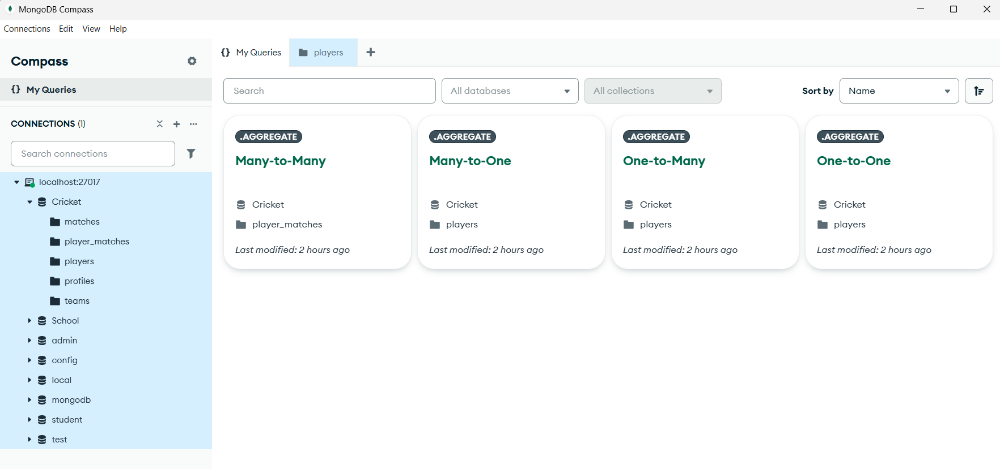 MongoDB Compass
Connections Edit View Help
Compass
{} My Queries
CONNECTIONS (1)
Search connections
localhost:27017
Cricket
matches
player_matches
players
profiles
teams
School
admin
config
local
mongodb
student
test
{} My Queries players
Search All databases All collections Sort by Name
.AGGREGATE
Many-to-Many
Cricket
player_matches
Last modified: 2 hours ago
.AGGREGATE
Many-to-One
Cricket
players
Last modified: 2 hours ago
.AGGREGATE
One-to-Many
Cricket
players
Last modified: 2 hours ago
.AGGREGATE
One-to-One
Cricket
players
Last modified: 2 hours ago